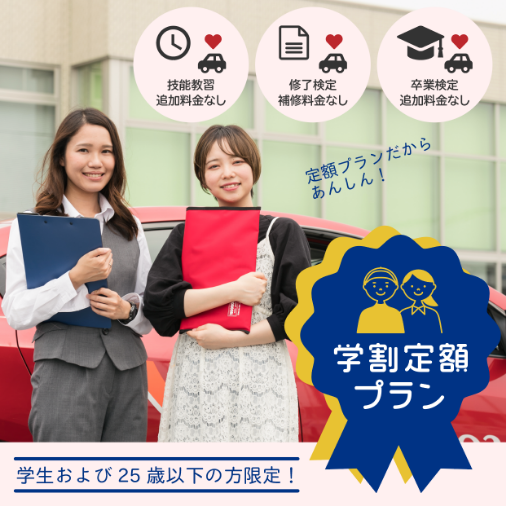 技能教習
追加料金なし
修了検定
補修料金なし
卒業検定
追加料金なし
定額プランだから
あんしん！
学割定額
プラン
学生および25歳以下の方限定！